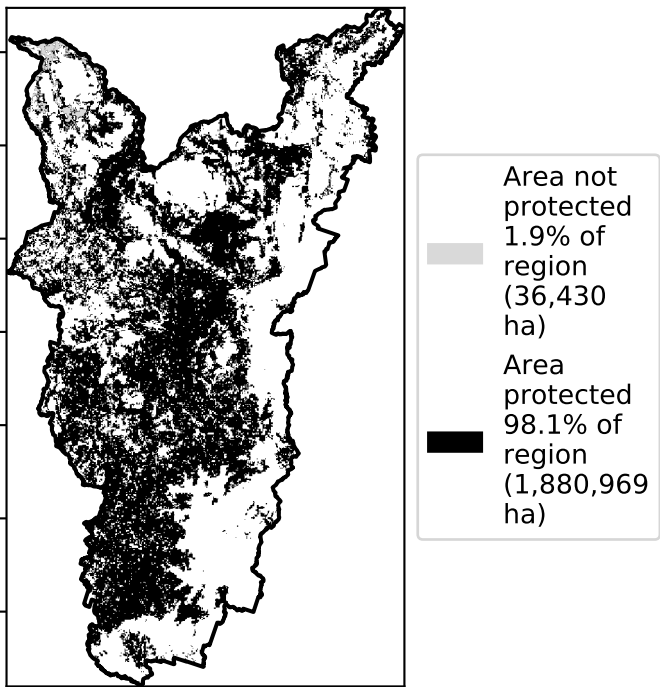 Area not
protected
1.9% of
region
(36,430
ha)
Area
protected
98.1% of
region
(1,880,969
ha)